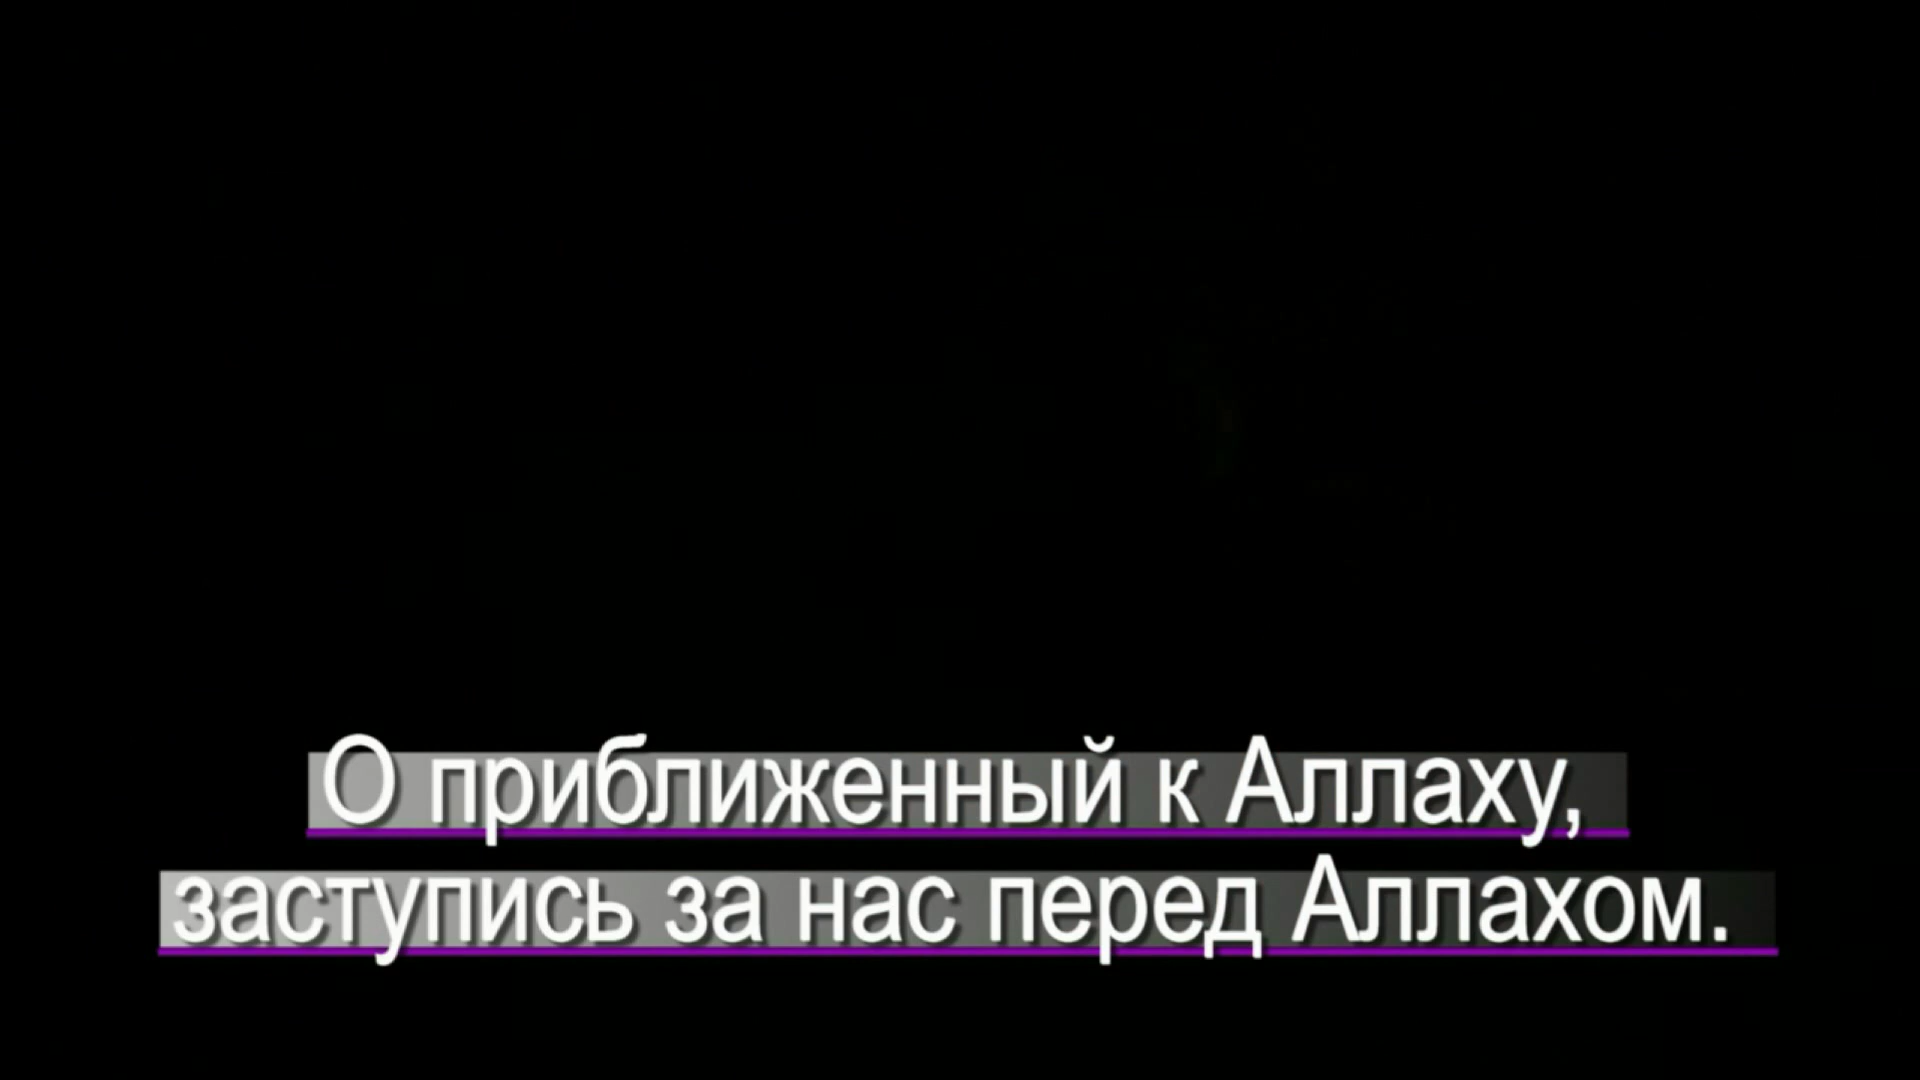 О приближенный к Аллаху,
заступись за нас перед Аллахом.